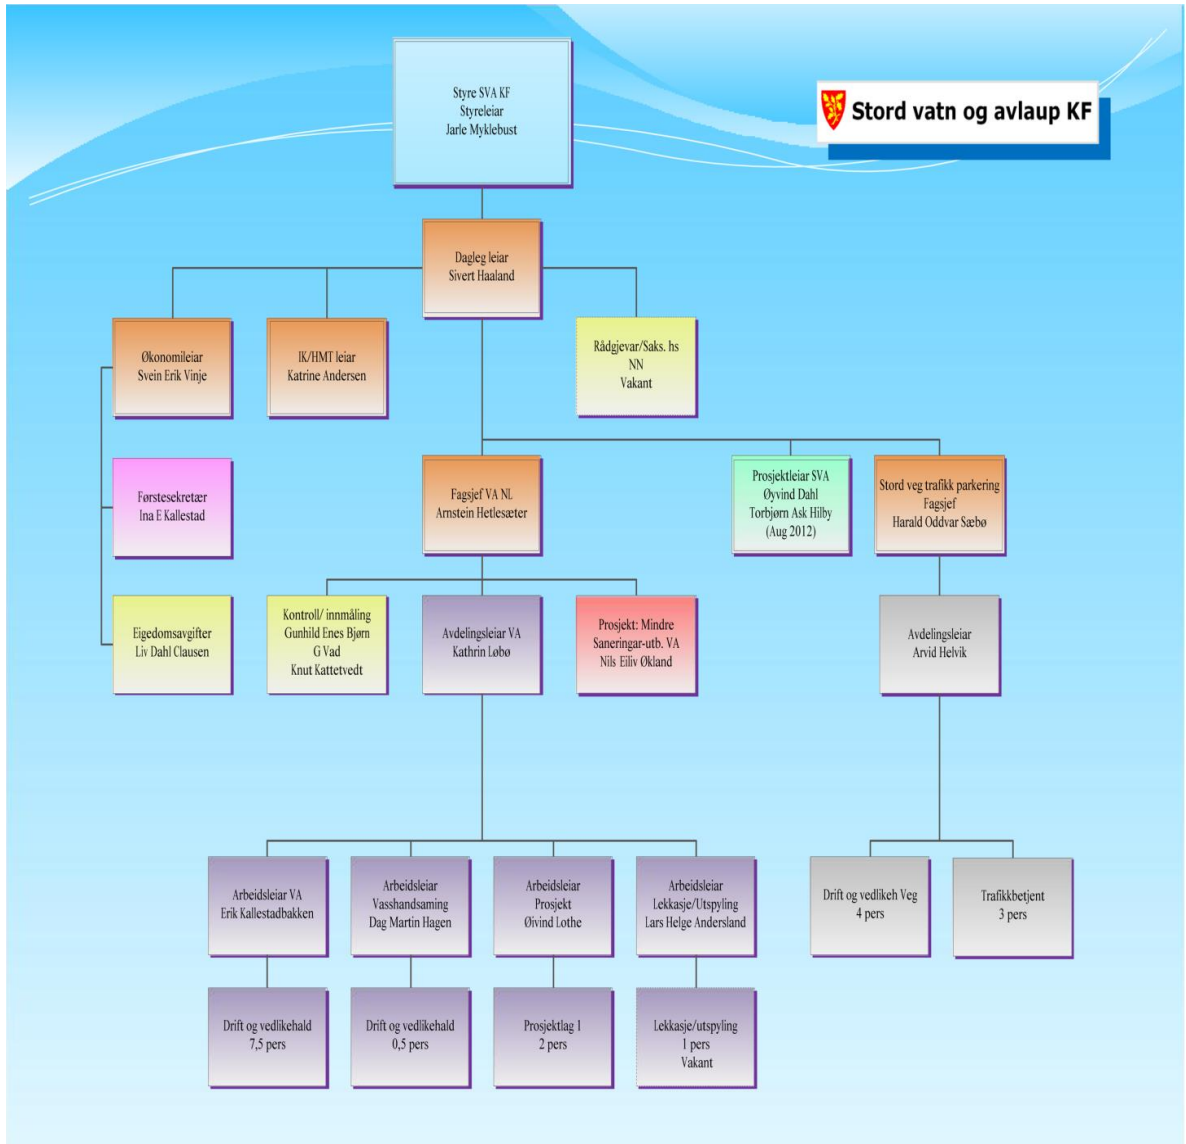 Styre SVA KF
Styreleiar
Jarle Myklebust
Stord vatn og avlaup KF
Dagleg leiar
Sivert Haaland
Økonomileiar
Svein Erik Vinje
IK/HMT leiar
Katrine Andersen
Rådgjevar/Saks. hs
NN
Vakant
Førstesekretær
Ina E Kallestad
Fagsjef VA NL
Arnstein Hetlesæter
Prosjektleiar SVA
Øyvind Dahl
Torbjørn Ask Hilby
(Aug 2012)
Stord veg trafikk parkering
Fagsjef
Harald Oddvar Sæbø
Eigedomsavgifter
Liv Dahl Clausen
Kontroll/ innmåling
Gunhild Enes Bjørn
G Vad
Knut Kattetvedt
Avdelingsleiar VA
Kathrin Løbø
Prosjekt: Mindre
Saneringar-utb. VA
Nils Eiliv Økland
Avdelingsleiar
Arvid Helvik
Arbeidsleiar VA
Erik Kallestadbakken
Arbeidsleiar
Vasshandsaming
Dag Martin Hagen
Arbeidsleiar
Prosjekt
Øivind Lothe
Arbeidsleiar
Lekkasje/Utspyling
Lars Helge Andersland
Drift og vedlikeh Veg
4 pers
Trafikkbetjent
3 pers
Drift og vedlikehald
7,5 pers
Drift og vedlikehald
0,5 pers
Prosjektlag 1
2 pers
Lekkasje/utspyling
1 pers
Vakant